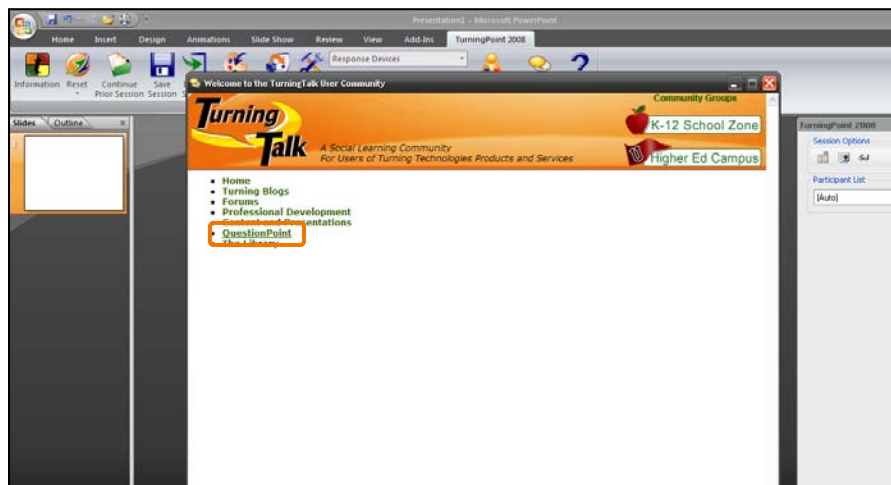 Presentation1 - Microsoft PowerPoint
Home Insert Design Animations Slide Show Review View Add-Ins TurningPoint 2008
Response Devices
Information Reset Continue Prior Session Save Session
Welcome to the TurningTalk User Community
Slides Outline
Turning
Talk
A Social Learning Community
For Users of Turning Technologies Products and Services
Community Groups
K-12 School Zone
Higher Ed Campus
Home
Turning Blogs
Forums
Professional Development
Content and Presentations
QuestionPoint
The Library
TurningPoint 2008
Session Options
Participant List
[Auto]